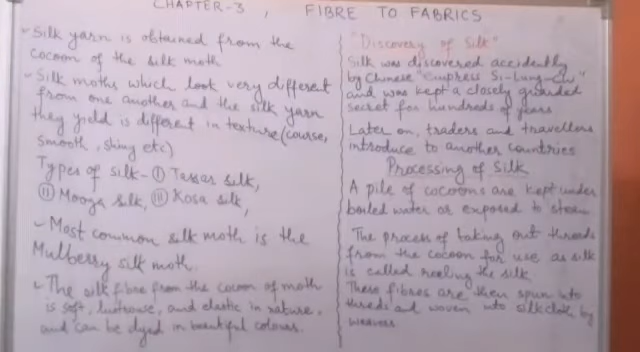 CHAPTER-3, FIBRE TO FABRICS
- Silk yarn is obtained from the
cocoon of the silk moth
- Silk moths which look very different
from one another and the silk yarn
they yield is different in texture (coarse,
smooth, shiny etc)
Types of silk - ① Tassar silk,
⑪ Mooga silk, ⑪ Kosa silk,
- Most common silk moth is the
Mulberry silk moth.
- The silk fibre from the cocoon of moth
is soft, lustrous, and elastic in nature,
and can be dyed in beautiful colours.
"Discovery of Silk"
Silk was discovered accidently
by Chinese "Empress Si-Lung-Chi"
and was kept a closely guarded
secret for hundreds of years
Later on, traders and travellers
introduce to another countries
Processing of Silk
A pile of cocoons are kept under
boiled water or exposed to steam
The process of taking out threads
from the cocoon for use as silk
is called reeling the silk
These fibres are then spun into
threds and woven into silk cloth by
weavers